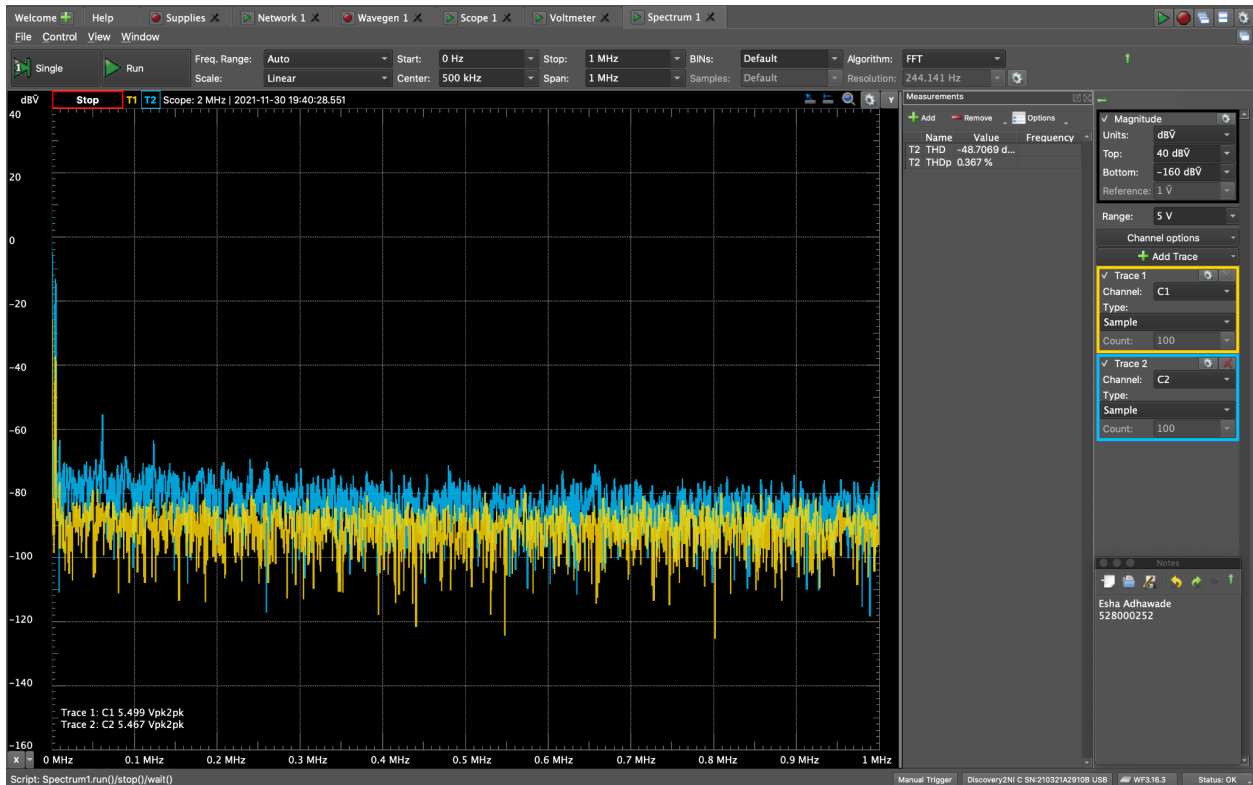 Welcome Help Supplies Network 1 Wavegen 1 Scope 1 Voltmeter Spectrum 1
File Control View Window
Single Run Freq. Range: Auto Start: 0 Hz Stop: 1 MHz BINs: Default Algorithm: FFT
Scale: Linear Center: 500 kHz Span: 1 MHz Samples: Default Resolution: 244.141 Hz
dBṼ Stop T1 T2 Scope: 2 MHz | 2021-11-30 19:40:28.551 Y
40
20
0
-20
-40
-60
-80
-100
-120
-140
-160
Trace 1: C1 5.499 Vpk2pk
Trace 2: C2 5.467 Vpk2pk
X 0 MHz 0.1 MHz 0.2 MHz 0.3 MHz 0.4 MHz 0.5 MHz 0.6 MHz 0.7 MHz 0.8 MHz 0.9 MHz 1 MHz
Measurements
Add Remove Options
Name Value Frequency
T2 THD -48.7069 d...
T2 THDp 0.367 %
Magnitude
Units: dBṼ
Top: 40 dBṼ
Bottom: -160 dBṼ
Reference: 1 Ṽ
Range: 5 V
Channel options
Add Trace
Trace 1
Channel: C1
Type:
Sample
Count: 100
Trace 2
Channel: C2
Type:
Sample
Count: 100
Notes
Esha Adhawade
528000252
Script: Spectrum1.run()/stop()/wait() Manual Trigger Discovery2NI C SN:210321A2910B USB WF3.16.3 Status: OK